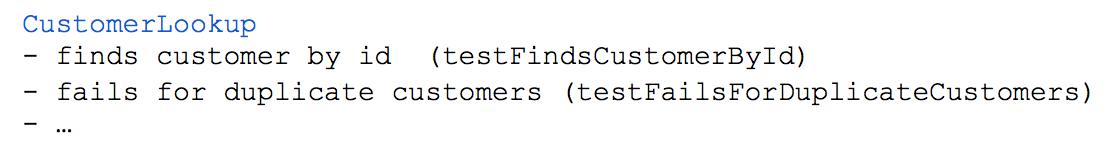 CustomerLookup
- finds customer by id  (testFindsCustomerById)
- fails for duplicate customers (testFailsForDuplicateCustomers)
- …